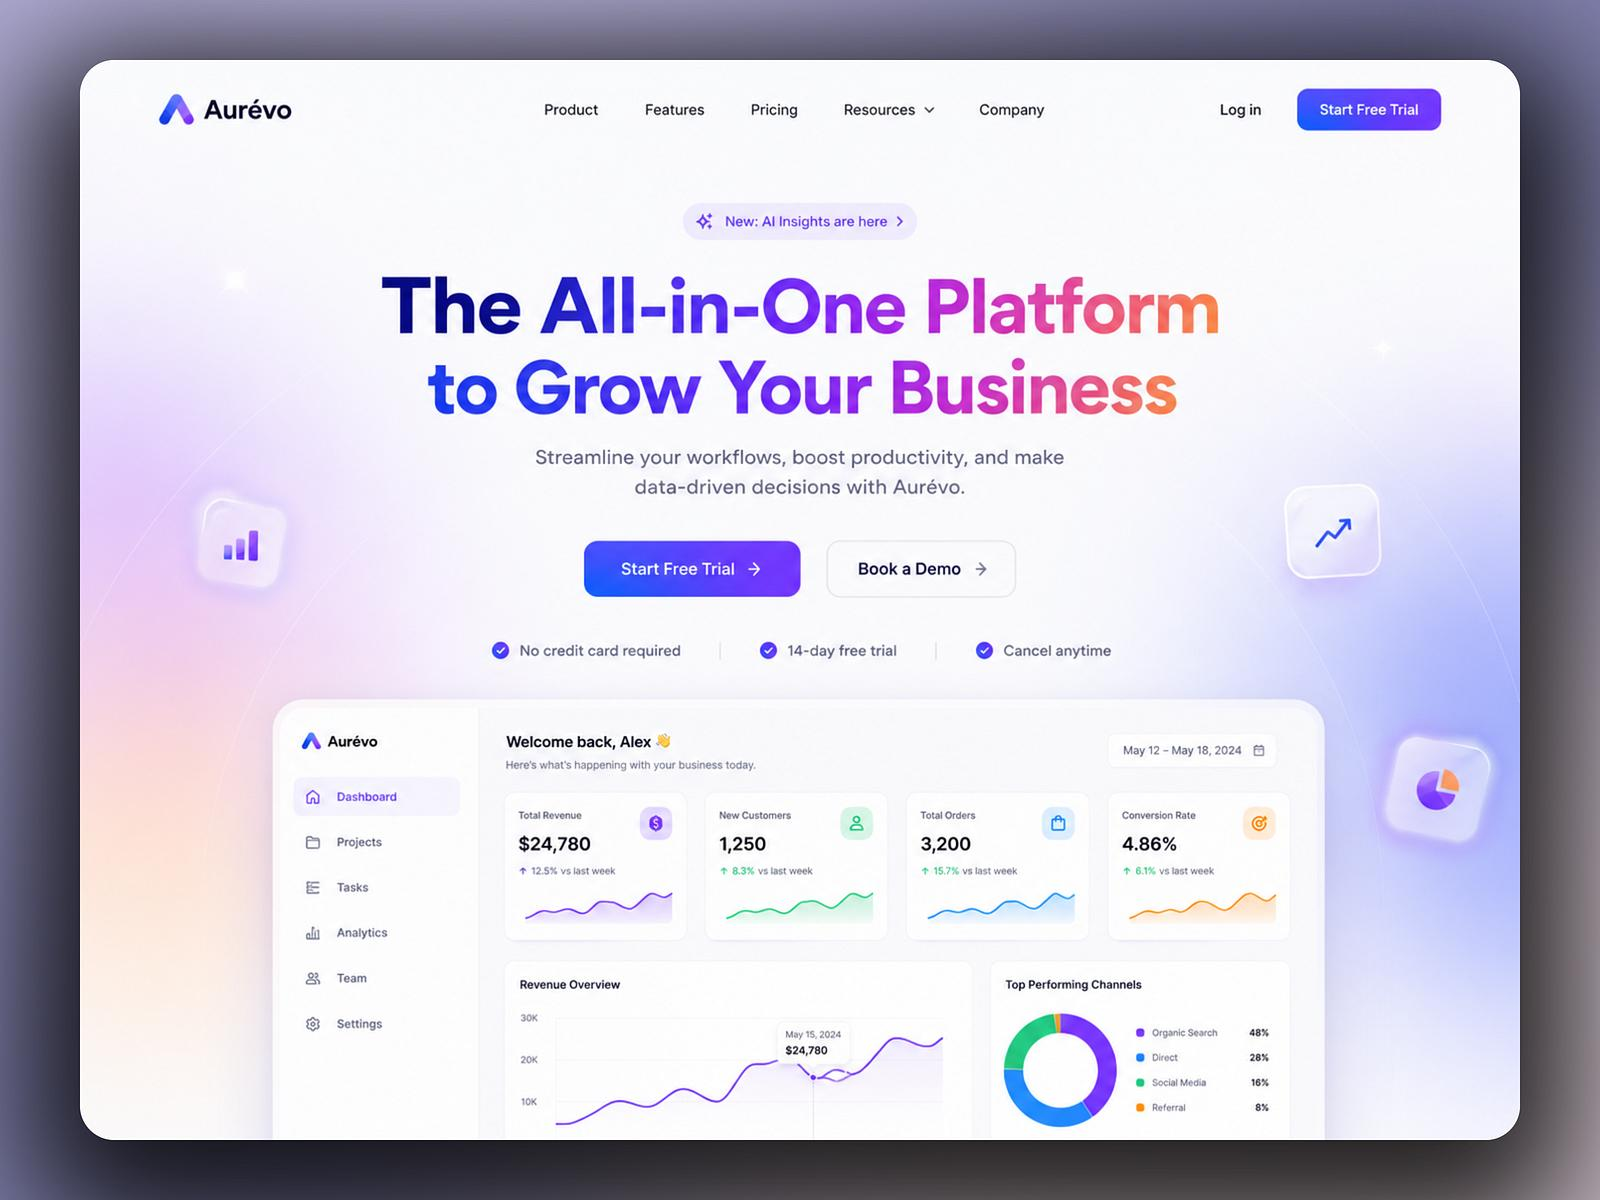 Aurévo
Product
Features
Pricing
Resources
Company
Log in
Start Free Trial
New: AI Insights are here
The All-in-One Platform
to Grow Your Business
Streamline your workflows, boost productivity, and make
data-driven decisions with Aurévo.
Start Free Trial
Book a Demo
No credit card required
14-day free trial
Cancel anytime
Aurévo
Dashboard
Projects
Tasks
Analytics
Team
Settings
Welcome back, Alex 👋
Here's what's happening with your business today.
May 12 – May 18, 2024
Total Revenue
$24,780
↑ 12.5% vs last week
New Customers
1,250
↑ 8.3% vs last week
Total Orders
3,200
↑ 15.7% vs last week
Conversion Rate
4.86%
↑ 6.1% vs last week
Revenue Overview
30K
20K
10K
May 15, 2024
$24,780
Top Performing Channels
Organic Search 48%
Direct 28%
Social Media 16%
Referral 8%